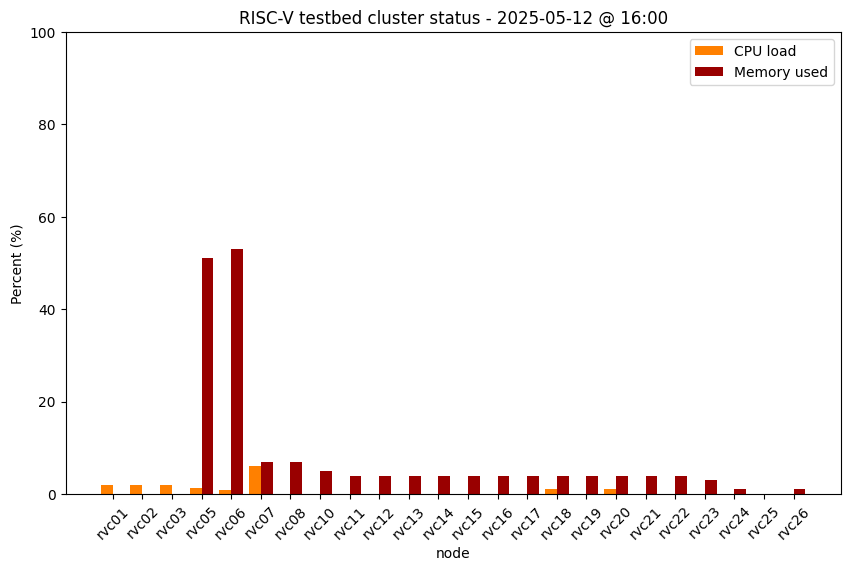 RISC-V testbed cluster status - 2025-05-12 @ 16:00
CPU load
Memory used
Percent (%)
100
80
60
40
20
0
rvc01 rvc02 rvc03 rvc05 rvc06 rvc07 rvc08 rvc10 rvc11 rvc12 rvc13 rvc14 rvc15 rvc16 rvc17 rvc18 rvc19 rvc20 rvc21 rvc22 rvc23 rvc24 rvc25 rvc26
node